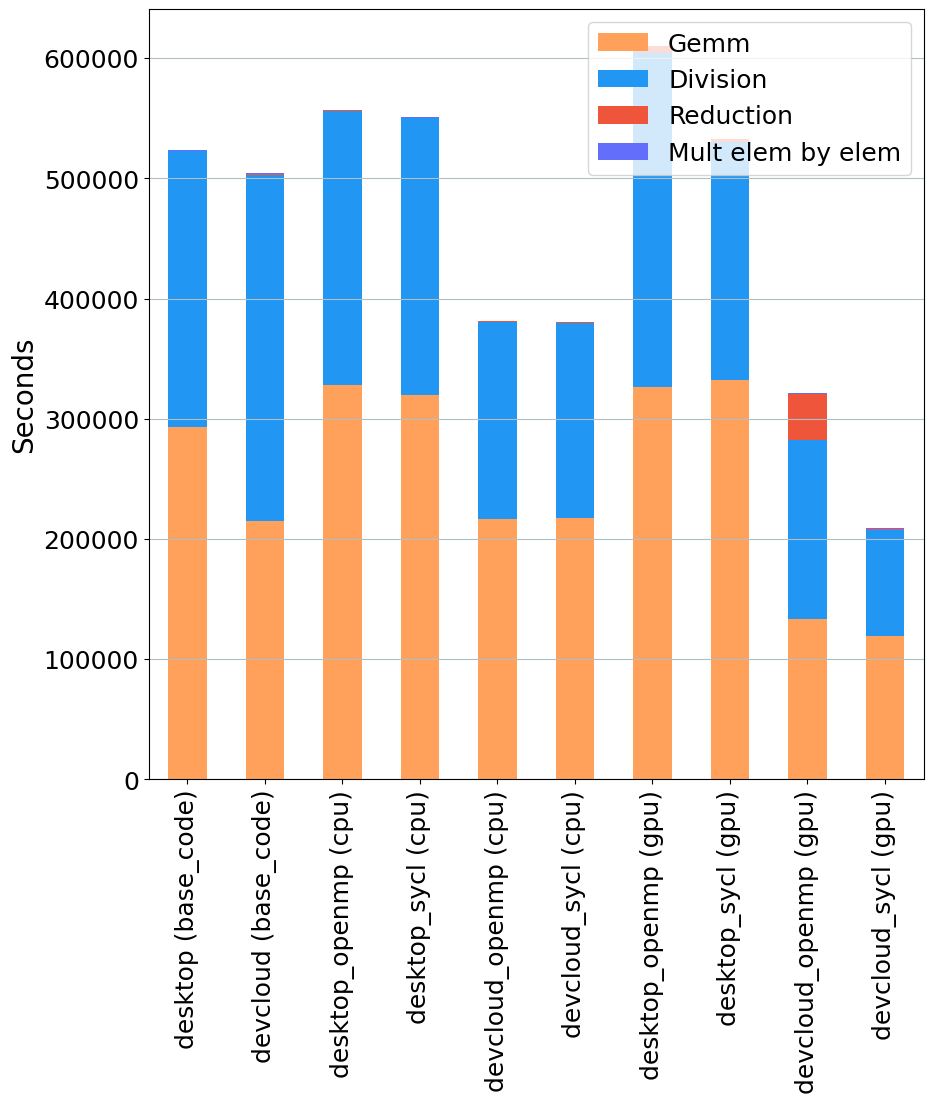 Gemm
Division
Reduction
Mult elem by elem
Seconds
600000
500000
400000
300000
200000
100000
0
desktop (base_code)
devcloud (base_code)
desktop_openmp (cpu)
desktop_sycl (cpu)
devcloud_openmp (cpu)
devcloud_sycl (cpu)
desktop_openmp (gpu)
desktop_sycl (gpu)
devcloud_openmp (gpu)
devcloud_sycl (gpu)